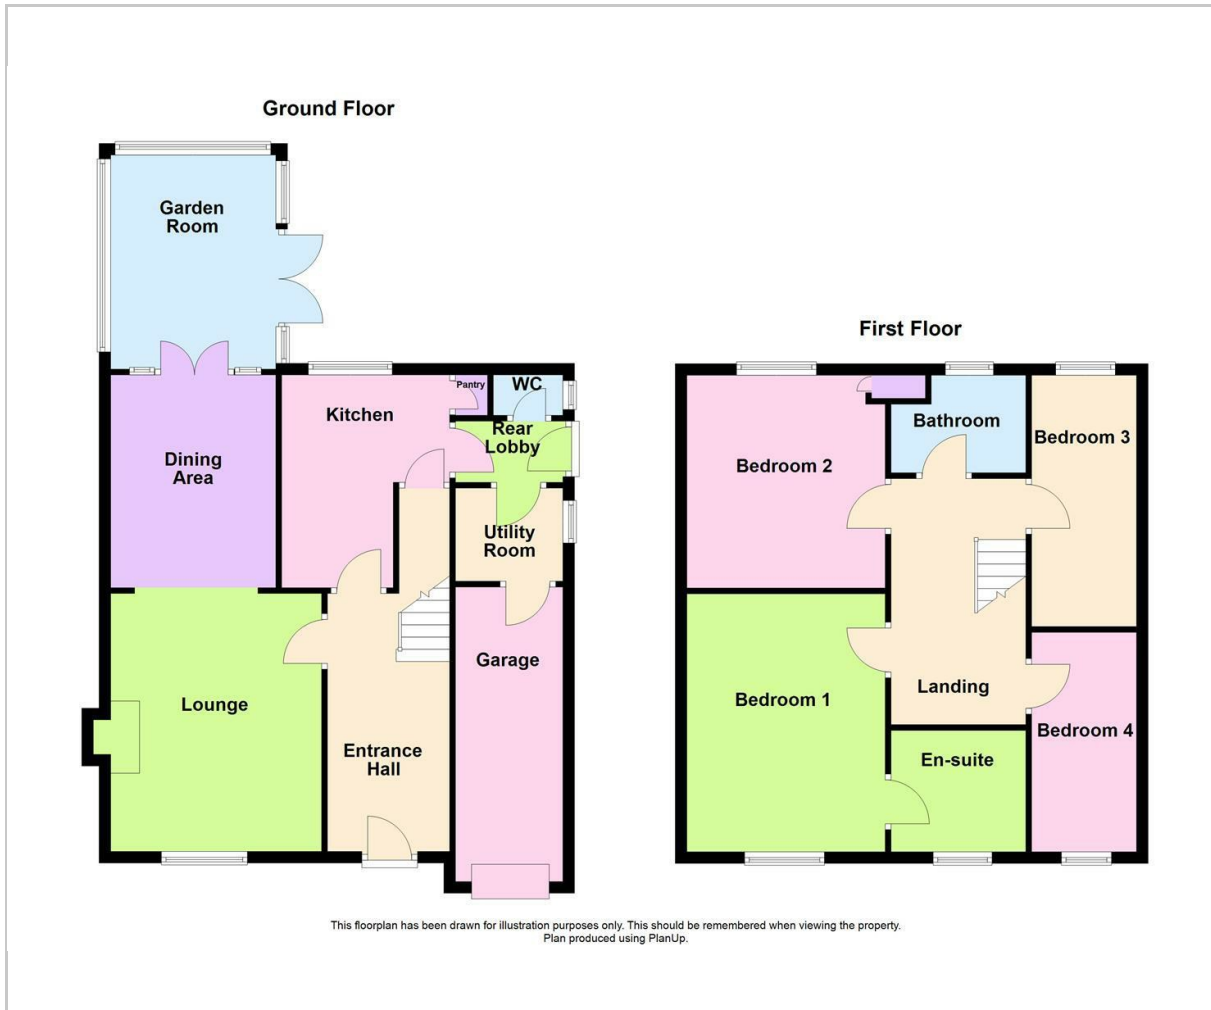 Ground Floor
Garden
Room
Kitchen
Pantry
WC
Rear
Lobby
Dining
Area
Utility
Room
Garage
Lounge
Entrance
Hall
First Floor
Bathroom
Bedroom 3
Bedroom 2
Bedroom 1
Landing
Bedroom 4
En-suite
This floorplan has been drawn for illustration purposes only. This should be remembered when viewing the property.
Plan produced using PlanUp.